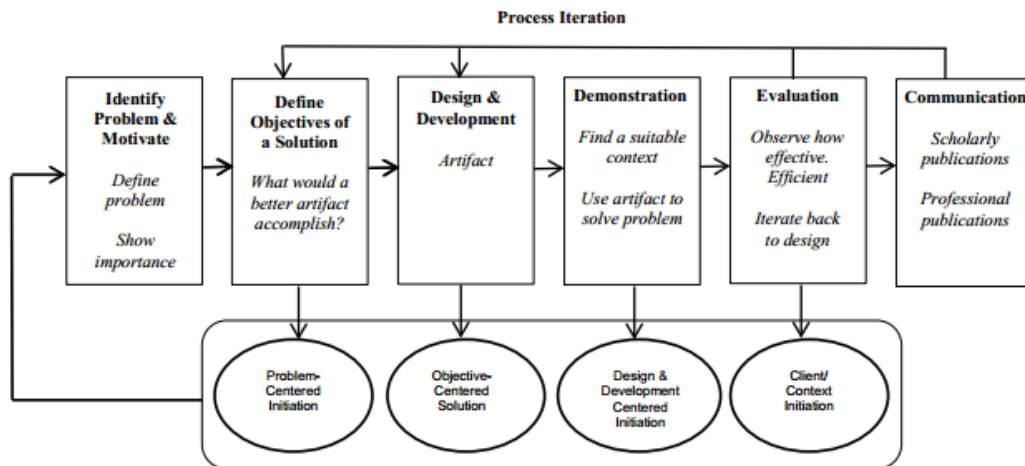 Process Iteration
Identify
Problem &
Motivate
Define
problem
Show
importance
Define
Objectives of
a Solution
What would a
better artifact
accomplish?
Design &
Development
Artifact
Demonstration
Find a suitable
context
Use artifact to
solve problem
Evaluation
Observe how
effective.
Efficient
Iterate back
to design
Communication
Scholarly
publications
Professional
publications
Problem-
Centered
Initiation
Objective-
Centered
Solution
Design &
Development
Centered
Initiation
Client/
Context
Initiation